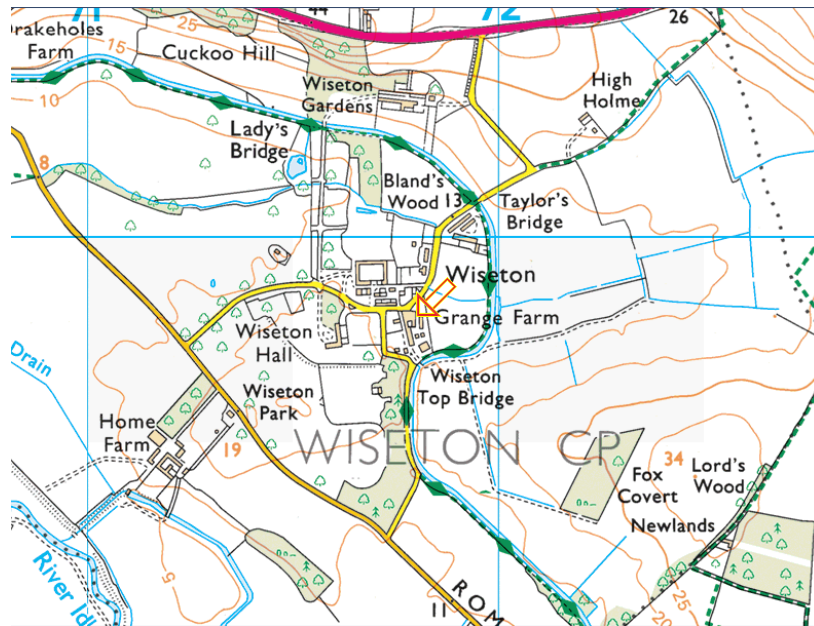 71
44
72
26
Drakeholes
Farm
25
15
Cuckoo Hill
10
Wiseton
Gardens
High
Holme
Lady's
Bridge
8
Bland's
Wood 13
Taylor's
Bridge
Wiseton
Grange Farm
Wiseton
Hall
Drain
Wiseton
Park
Wiseton
Top Bridge
Home
Farm
19
WISETON CP
34
Fox
Covert
Lord's
Wood
Newlands
5
River Id
ROM
11
25
20